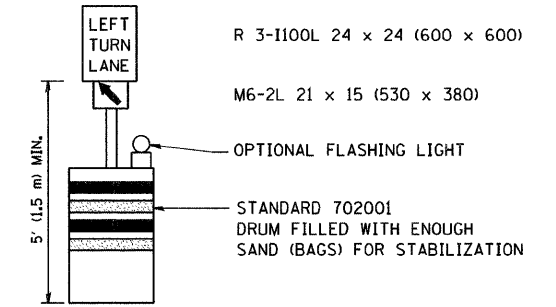 LEFT
TURN
LANE
R 3-I100L 24 x 24 (600 x 600)
M6-2L 21 x 15 (530 x 380)
OPTIONAL FLASHING LIGHT
5' (1.5 m) MIN.
STANDARD 702001
DRUM FILLED WITH ENOUGH
SAND (BAGS) FOR STABILIZATION